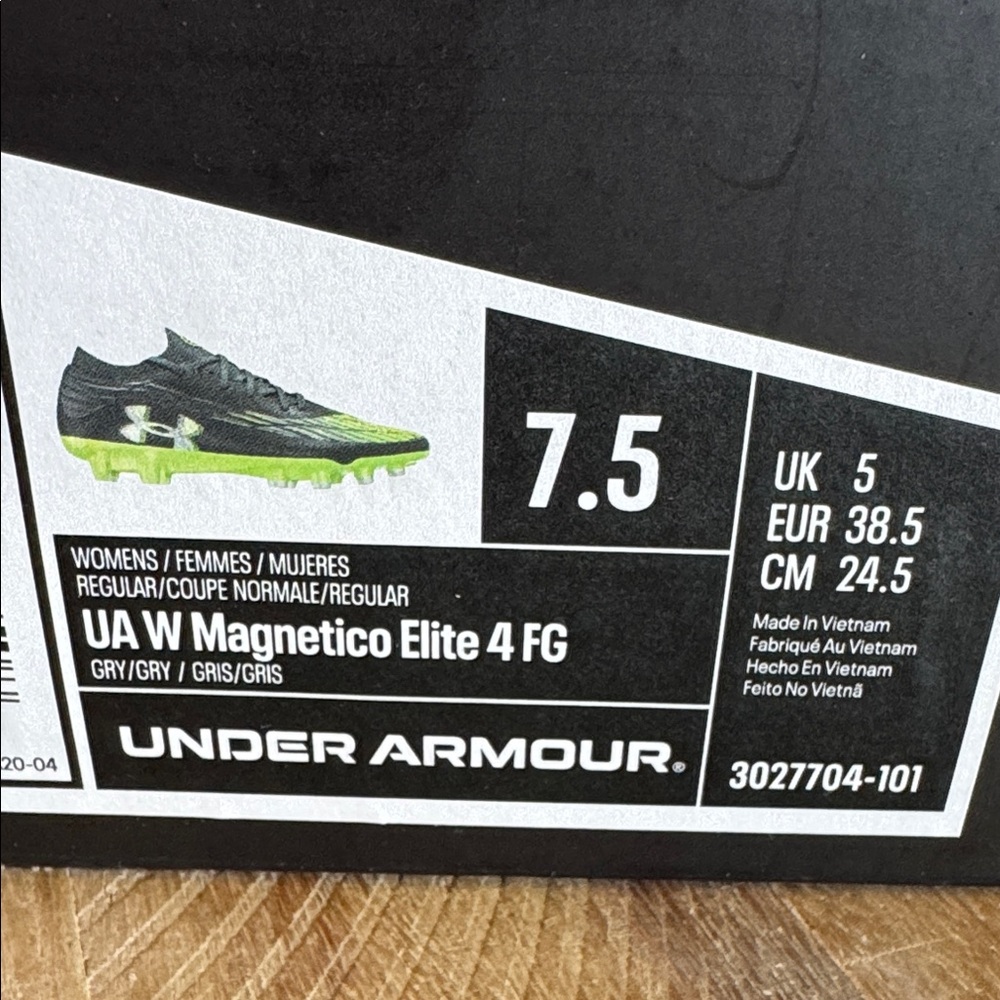 7.5
UK 5
EUR 38.5
CM 24.5
WOMENS / FEMMES / MUJERES
REGULAR/COUPE NORMALE/REGULAR
UA W Magnetico Elite 4 FG
GRY/GRY / GRIS/GRIS
Made In Vietnam
Fabriqué Au Vietnam
Hecho En Vietnam
Feito No Vietnã
UNDER ARMOUR®
3027704-101
20-04